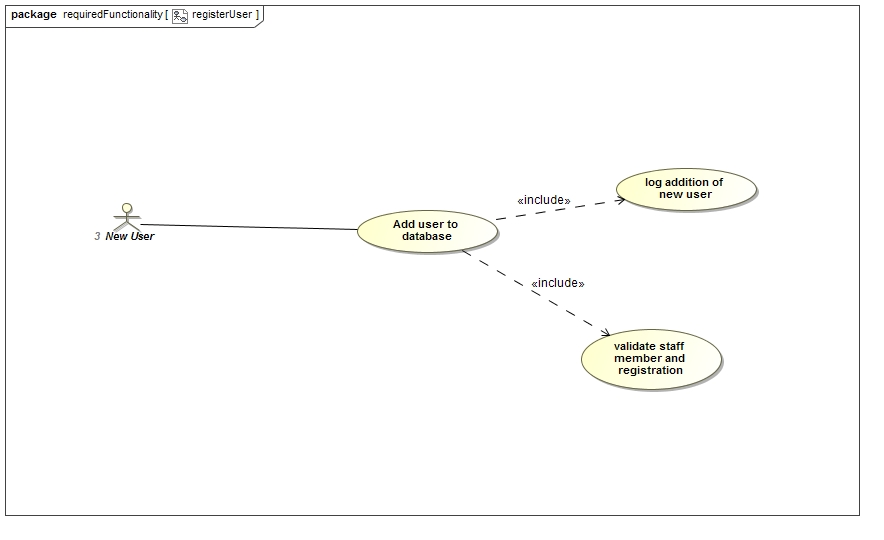 package requiredFunctionality [ registerUser ]
log addition of
new user
«include»
Add user to
database
3 New User
«include»
validate staff
member and
registration